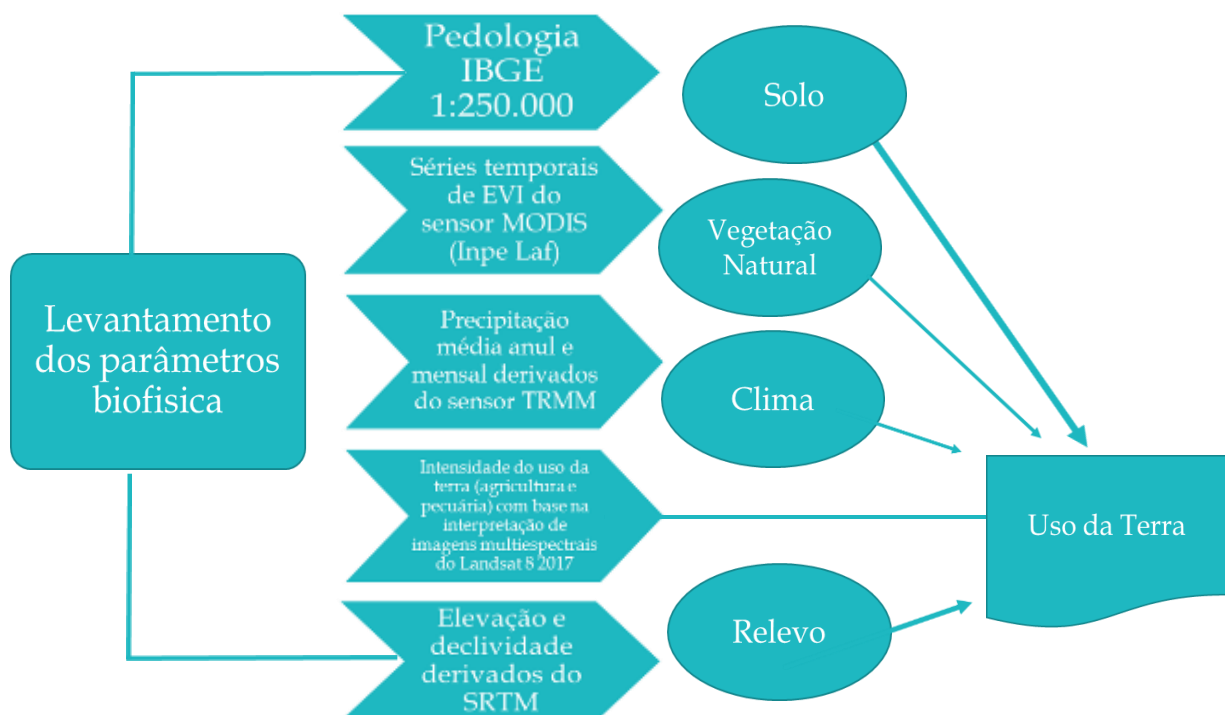 Levantamento
dos parâmetros
biofisica
Pedologia
IBGE
1:250.000
Solo
Séries temporais
de EVI do
sensor MODIS
(Inpe Laf)
Vegetação
Natural
Precipitação
média anul e
mensal derivados
do sensor TRMM
Clima
Intensidade do uso da
terra (agricultura e
pecuária) com base na
interpretação de
imagens multiespectrais
do Landsat 8 2017
Elevação e
declividade
derivados do
SRTM
Relevo
Uso da Terra